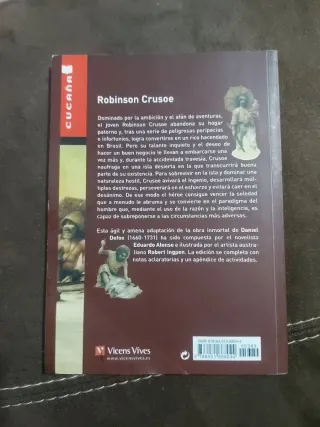 CUCAÑA
Robinson Crusoe
Dominado por la ambición y el afán de aventuras,
el joven Robinson Crusoe abandona su hogar
paterno y, tras una serie de peligrosas peripecias
e infortunios, logra convertirse en rico hacendado
en Brasil. Pero su talante inquieto y el deseo de
hacer un buen negocio le llevan a embarcarse una
vez más y, durante la accidentada travesía, Crusoe
naufraga en una isla desierta en la que transcurrirá buena
parte de su existencia. Para sobrevivir en la isla y dominar una
naturaleza hostil, Crusoe avivará el ingenio, desarrollará múl-
tiples destrezas, perseverará en el esfuerzo y evitará caer en el
desánimo. De ese modo el héroe consigue vencer la soledad
que a menudo le abruma y se convierte en el paradigma del
hombre que, mediante el uso de la razón y la inteligencia, es
capaz de sobreponerse a las circunstancias más adversas.
Esta ágil y amena adaptación de la obra inmortal de Daniel
Defoe (1660-1731) ha sido compuesta por el novelista
Eduardo Alonso e ilustrada por el artista austra-
liano Robert Ingpen. La edición se completa con
notas aclaratorias y un apéndice de actividades.
Vicens Vives
www.vicensvives.es